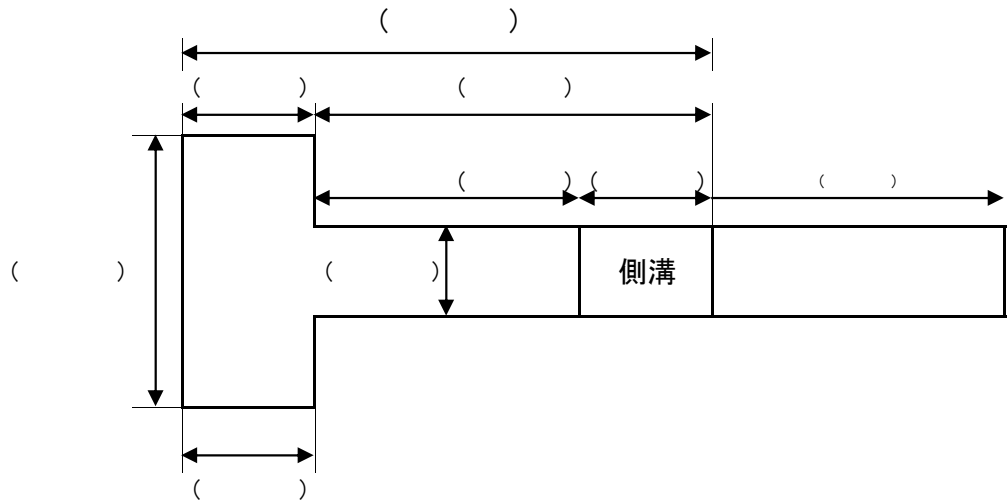 (　　　)
(　　　) (　　　)
(　　　) (　　　) (　　　)
(　　　) (　　　) 側溝
(　　　)